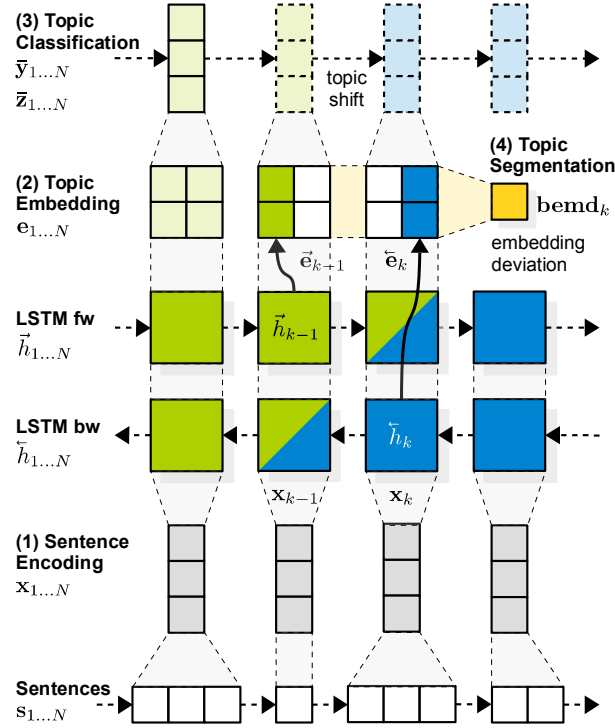 (3) Topic
Classification
ȳ₁…N
z̄₁…N
topic
shift
(4) Topic
Segmentation
bemdₖ
embedding
deviation
(2) Topic
Embedding
e₁…N
e⃗ₖ₊₁
e⃖ₖ
LSTM fw
h⃗₁…N
h⃗ₖ₋₁
LSTM bw
h⃖₁…N
h⃖ₖ
xₖ₋₁
xₖ
(1) Sentence
Encoding
x₁…N
Sentences
s₁…N